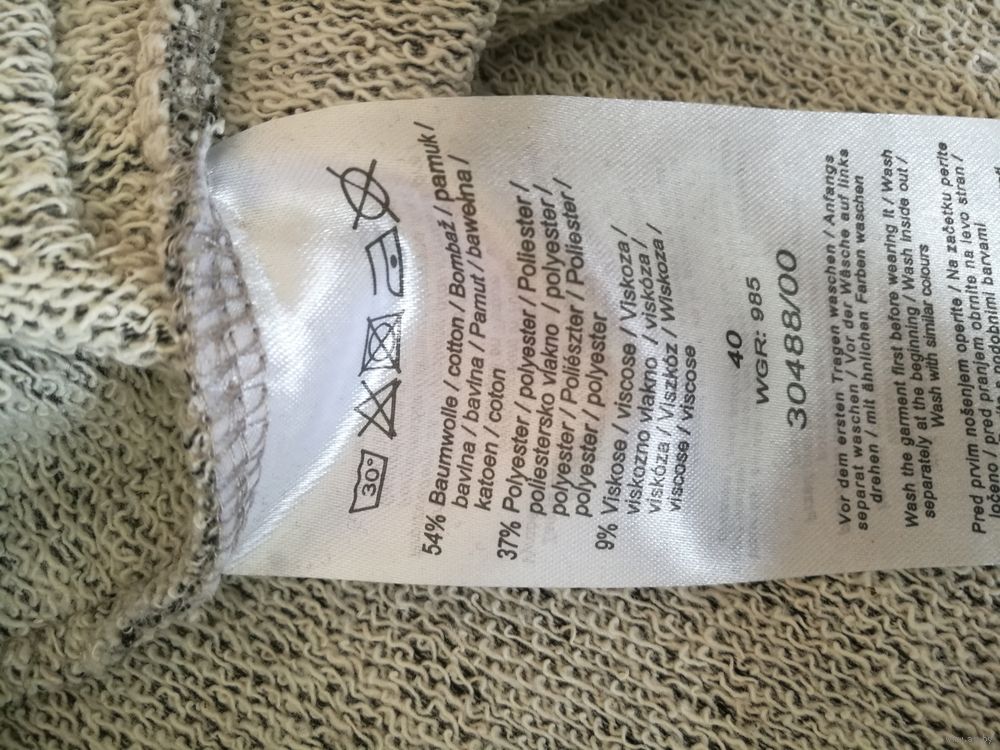 30°
54% Baumwolle / cotton / Bombaž / pamuk /
bavlna / bavlna / Pamut / bawełna /
katoen / coton
37% Polyester / polyester / Poliester /
poliestersko vlakno / polyester /
polyester / Poliészter / Poliester /
polyester / polyester
9% Viskose / viscose / Viskoza /
viskozno vlakno / viskóza /
viskóza / Viszkóz / Wiskoza /
viscose / viscose
40
WGR: 985
30488/00
Vor dem ersten Tragen waschen / Anfangs
separat waschen / Vor der Wäsche auf links
drehen / mit ähnlichen Farben waschen
Wash the garment first before wearing it / Wash
separately at the beginning / Wash inside out /
Wash with similar colours
Pred prvim nošenjem operite / Na začetku perite
ločeno / pred pranjem obrnite na levo stran /
podobnimi barvami